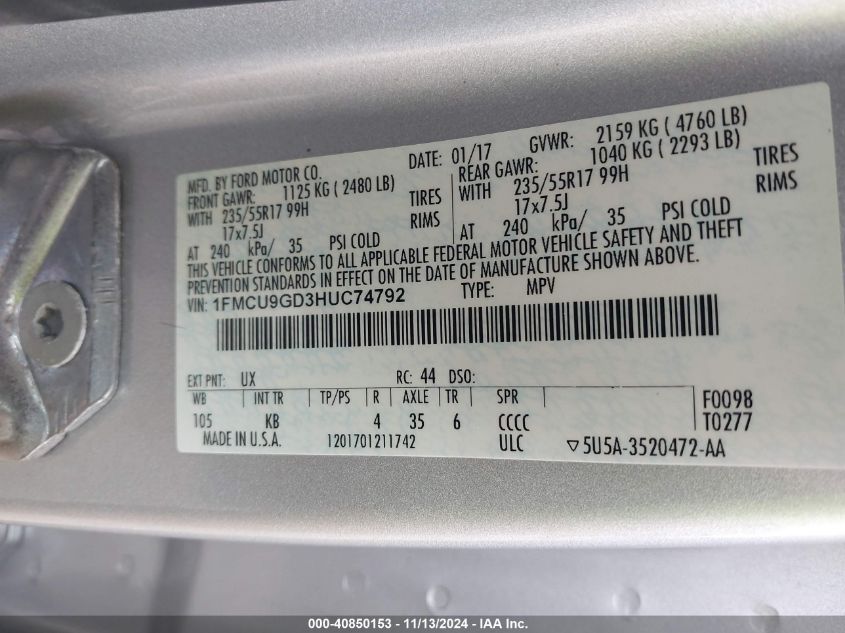 MFD. BY FORD MOTOR CO.
DATE: 01/17 GVWR: 2159 KG ( 4760 LB)
FRONT GAWR: 1125 KG ( 2480 LB) REAR GAWR: 1040 KG ( 2293 LB)
WITH 235/55R17 99H TIRES WITH 235/55R17 99H TIRES
17x7.5J RIMS 17x7.5J RIMS
AT 240 kPa/ 35 PSI COLD AT 240 kPa/ 35 PSI COLD
THIS VEHICLE CONFORMS TO ALL APPLICABLE FEDERAL MOTOR VEHICLE SAFETY AND THEFT
PREVENTION STANDARDS IN EFFECT ON THE DATE OF MANUFACTURE SHOWN ABOVE.
VIN: 1FMCU9GD3HUC74792 TYPE: MPV
EXT PNT: UX RC: 44 DSO:
WB INT TR TP/PS R AXLE TR SPR F0098
105 KB 4 35 6 CCCC T0277
MADE IN U.S.A. 1201701211742 ULC ▽5U5A-3520472-AA
000-40850153 - 11/13/2024 - IAA Inc.